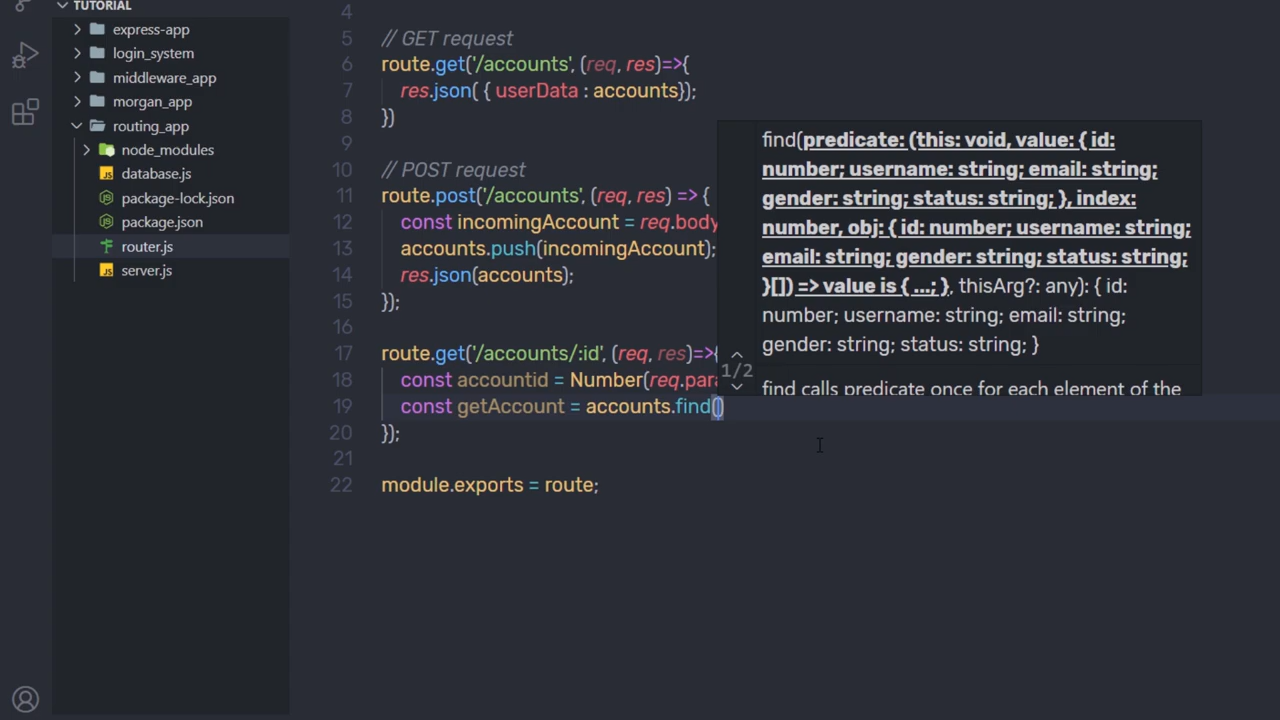 TUTORIAL
express-app
login_system
middleware_app
morgan_app
routing_app
node_modules
database.js
package-lock.json
package.json
router.js
server.js
4
5 // GET request
6 route.get('/accounts', (req, res)=>{
7 res.json( { userData : accounts});
8 })
9
10 // POST request
11 route.post('/accounts', (req, res) => {
12 const incomingAccount = req.body
13 accounts.push(incomingAccount);
14 res.json(accounts);
15 });
16
17 route.get('/accounts/:id', (req, res)=>{
18 const accountid = Number(req.para
19 const getAccount = accounts.find()
20 });
21
22 module.exports = route;
find(predicate: (this: void, value: { id:
number; username: string; email: string;
gender: string; status: string; }, index:
number, obj: { id: number; username: string;
email: string; gender: string; status: string;
}[]) => value is { ...; }, thisArg?: any): { id:
number; username: string; email: string;
gender: string; status: string; }
1/2
find calls predicate once for each element of the